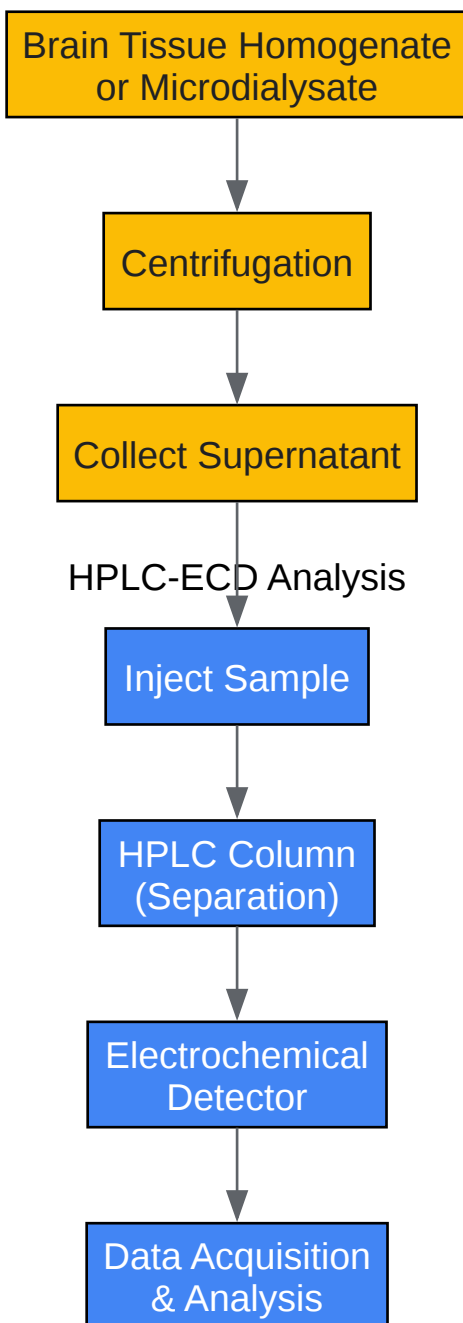 Brain Tissue Homogenate
or Microdialysate
Centrifugation
Collect Supernatant
HPLC-ECD Analysis
Inject Sample
HPLC Column
(Separation)
Electrochemical
Detector
Data Acquisition
& Analysis